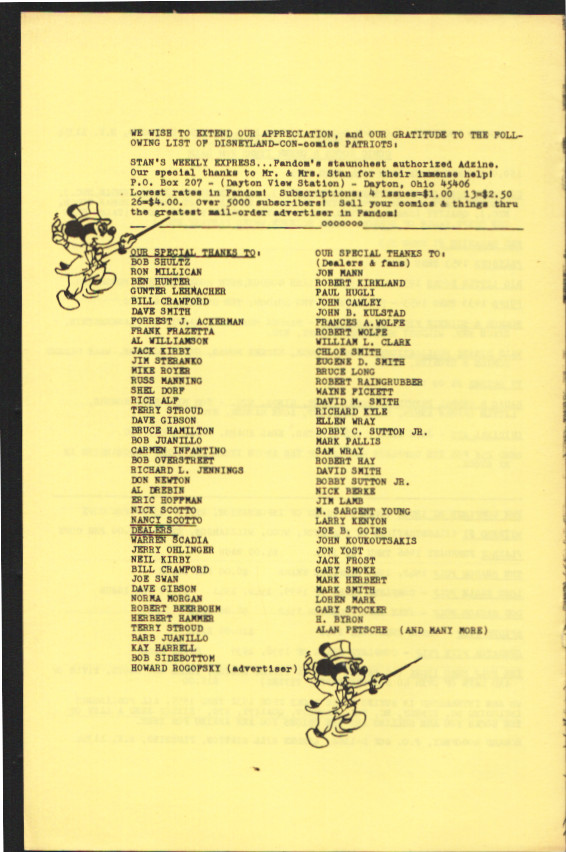 WE WISH TO EXTEND OUR APPRECIATION, and OUR GRATITUDE TO THE FOLL-
OWING LIST OF DISNEYLAND-CON-comics PATRIOTS:
STAN'S WEEKLY EXPRESS...Fandom's staunchest authorized Adzine.
Our special thanks to Mr. & Mrs. Stan for their immense help!
P.O. Box 207 - (Dayton View Station) - Dayton, Ohio 45406
Lowest rates in Fandom! Subscriptions: 4 issues=$1.00 13=$2.50
26=$4.00. Over 5000 subscribers! Sell your comics & things thru
the greatest mail-order advertiser in Fandom!
ooooooo
OUR SPECIAL THANKS TO:
BOB SHULTZ
RON MILLICAN
BEN HUNTER
GUNTER LEHMACHER
BILL CRAWFORD
DAVE SMITH
FORREST J. ACKERMAN
FRANK FRAZETTA
AL WILLIAMSON
JACK KIRBY
JIM STERANKO
MIKE ROYER
RUSS MANNING
SHEL DORF
RICH ALF
TERRY STROUD
DAVE GIBSON
BRUCE HAMILTON
BOB JUANILLO
CARMEN INFANTINO
BOB OVERSTREET
RICHARD L. JENNINGS
DON NEWTON
AL DREBIN
ERIC HOFFMAN
NICK SCOTTO
NANCY SCOTTO
DEALERS
WARREN SCADIA
JERRY OHLINGER
NEIL KIRBY
BILL CRAWFORD
JOE SWAN
DAVE GIBSON
NORMA MORGAN
ROBERT BEERBOHM
HERBERT HAMMER
TERRY STROUD
BARB JUANILLO
KAY HARRELL
BOB SIDEBOTTOM
HOWARD ROGOFSKY (advertiser)
OUR SPECIAL THANKS TO:
(Dealers & fans)
JON MANN
ROBERT KIRKLAND
PAUL HUGLI
JOHN CAWLEY
JOHN B. KULSTAD
FRANCES A.WOLFE
ROBERT WOLFE
WILLIAM L. CLARK
CHLOE SMITH
EUGENE D. SMITH
BRUCE LONG
ROBERT RAINGRUBBER
WAYNE FICKETT
DAVID M. SMITH
RICHARD KYLE
ELLEN WRAY
BOBBY C. SUTTON JR.
MARK PALLIS
SAM WRAY
ROBERT HAY
DAVID SMITH
BOBBY SUTTON JR.
NICK BERKE
JIM LAMB
M. SARGENT YOUNG
LARRY KENYON
JOE B. GOINS
JOHN KOUKOUTSAKIS
JON YOST
JACK FROST
GARY SMOKE
MARK HERBERT
MARK SMITH
LOREN MARK
GARY STOCKER
H. BYRON
ALAN PETSCHE (AND MANY MORE)